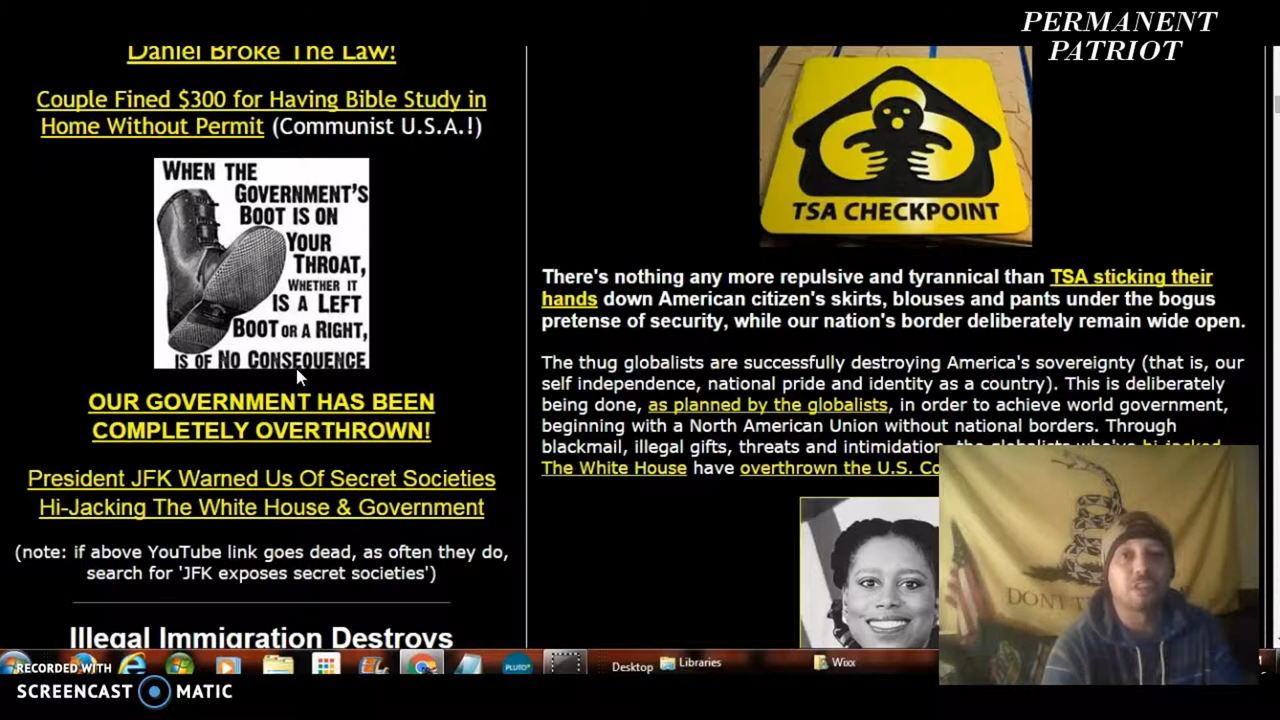 PERMANENT
PATRIOT
Daniel Broke The Law!
Couple Fined $300 for Having Bible Study in
Home Without Permit (Communist U.S.A.!)
WHEN THE
GOVERNMENT'S
BOOT IS ON
YOUR
THROAT,
WHETHER IT
IS A LEFT
BOOT OR A RIGHT,
IS OF NO CONSEQUENCE
OUR GOVERNMENT HAS BEEN
COMPLETELY OVERTHROWN!
President JFK Warned Us Of Secret Societies
Hi-Jacking The White House & Government
(note: if above YouTube link goes dead, as often they do,
search for 'JFK exposes secret societies')
Illegal Immigration Destroys
TSA CHECKPOINT
There's nothing any more repulsive and tyrannical than TSA sticking their
hands down American citizen's skirts, blouses and pants under the bogus
pretense of security, while our nation's border deliberately remain wide open.
The thug globalists are successfully destroying America's sovereignty (that is, our
self independence, national pride and identity as a country). This is deliberately
being done, as planned by the globalists, in order to achieve world government,
beginning with a North American Union without national borders. Through
blackmail, illegal gifts, threats and intimidation, the globalists who've hi-jacked
The White House have overthrown the U.S. Co
DONT T
PLUTO
Desktop
Libraries
Wixx
RECORDED WITH
SCREENCAST MATIC